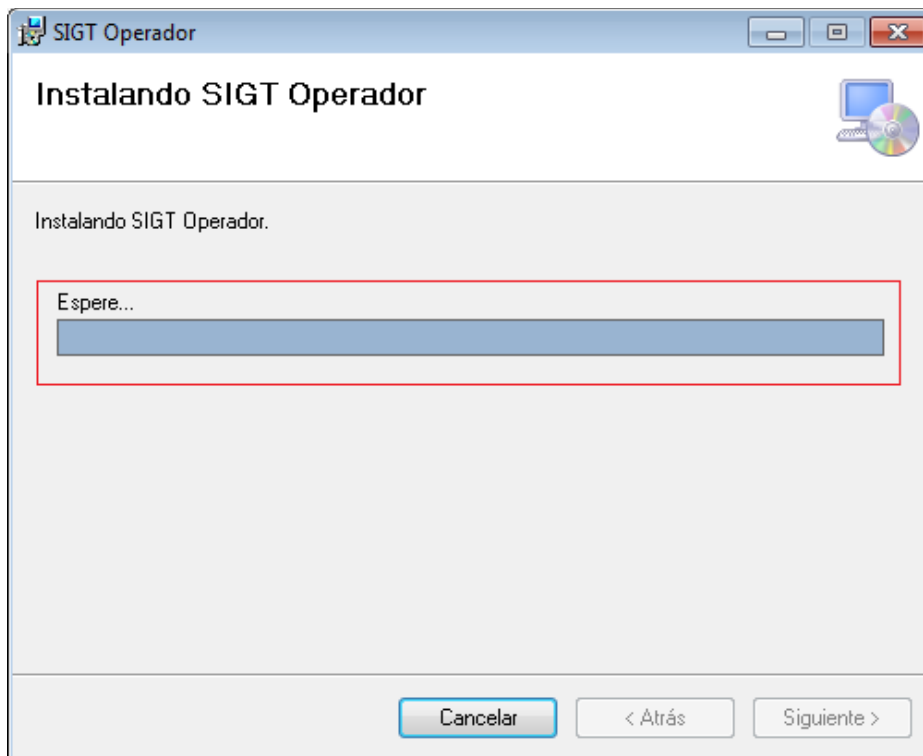 SIGT Operador
Instalando SIGT Operador
Instalando SIGT Operador.
Espere...
Cancelar
< Atrás
Siguiente >